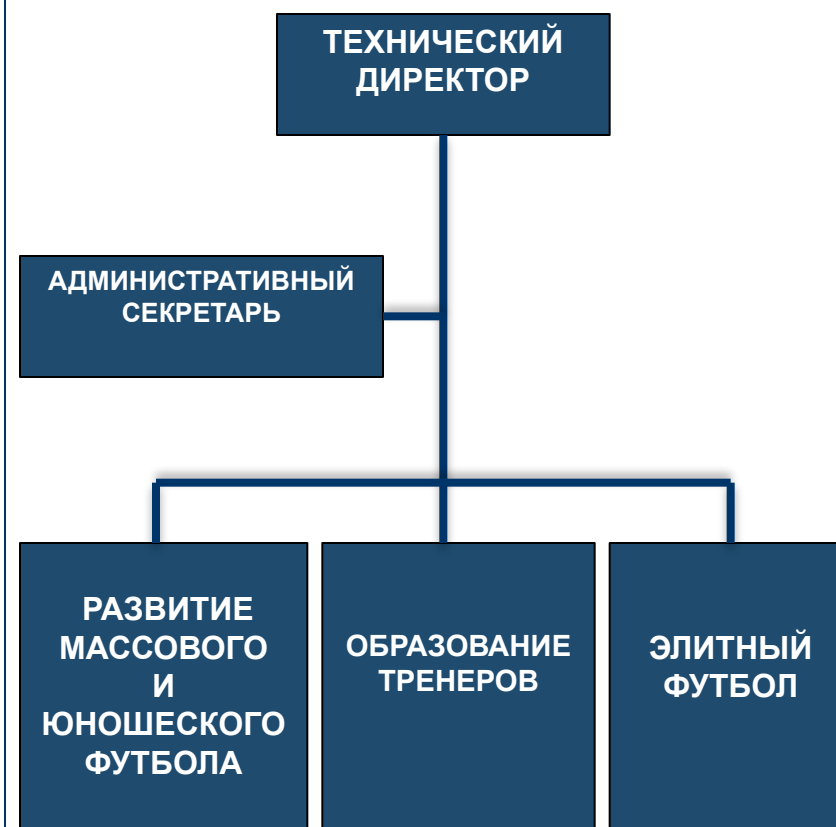 ТЕХНИЧЕСКИЙ
ДИРЕКТОР
АДМИНИСТРАТИВНЫЙ
СЕКРЕТАРЬ
РАЗВИТИЕ
МАССОВОГО
И
ЮНОШЕСКОГО
ФУТБОЛА
ОБРАЗОВАНИЕ
ТРЕНЕРОВ
ЭЛИТНЫЙ
ФУТБОЛ